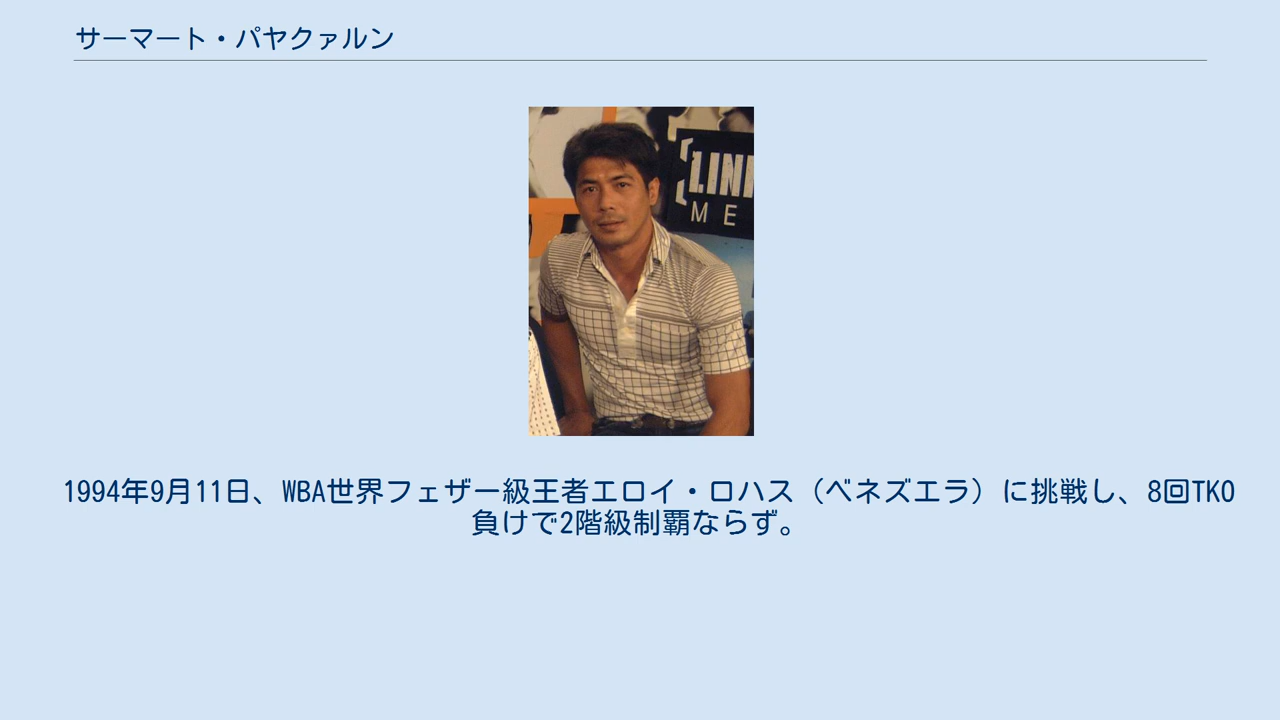 サーマート・パヤクァルン
LIN
ME
1994年9月11日、WBA世界フェザー級王者エロイ・ロハス（ベネズエラ）に挑戦し、8回TKO
負けで2階級制覇ならず。